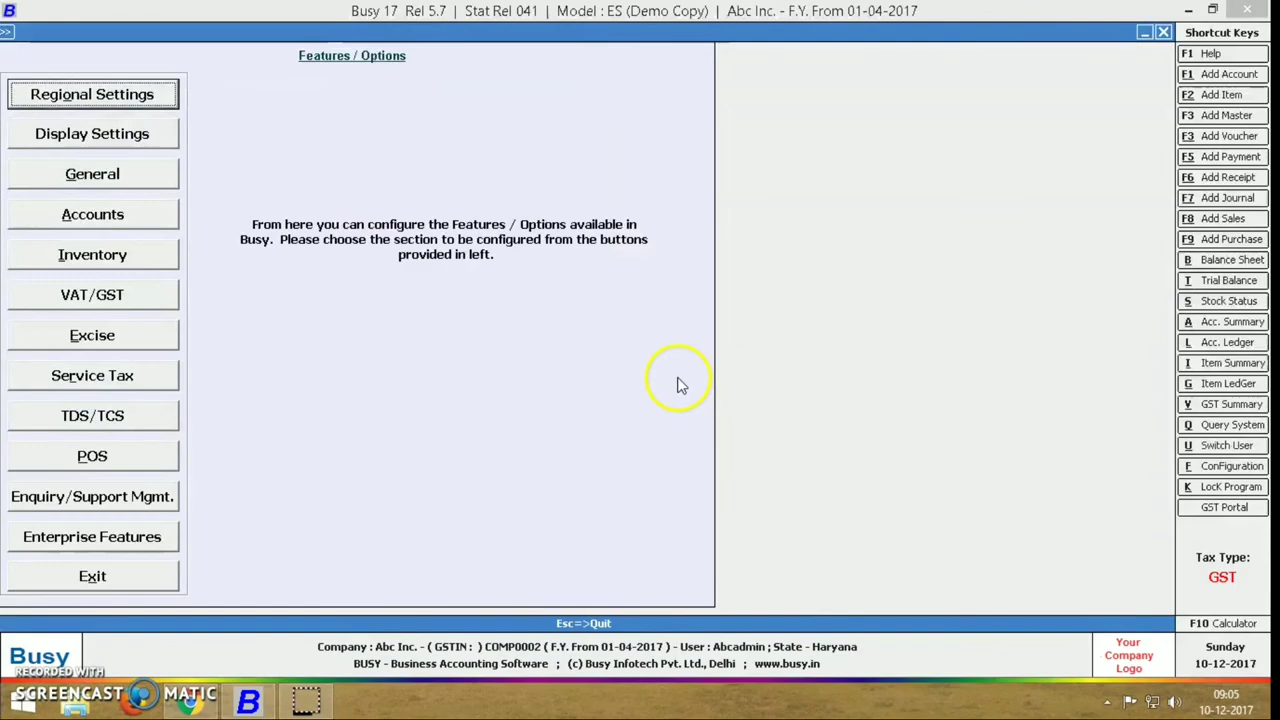 Busy 17 Rel 5.7 | Stat Rel 041 | Model : ES (Demo Copy) | Abc Inc. - F.Y. From 01-04-2017
>>
Features / Options
Regional Settings
Display Settings
General
Accounts
Inventory
VAT/GST
Excise
Service Tax
TDS/TCS
POS
Enquiry/Support Mgmt.
Enterprise Features
Exit
From here you can configure the Features / Options available in
Busy. Please choose the section to be configured from the buttons
provided in left.
Shortcut Keys
F1 Help
F1 Add Account
F2 Add Item
F3 Add Master
F3 Add Voucher
F5 Add Payment
F6 Add Receipt
F7 Add Journal
F8 Add Sales
F9 Add Purchase
B Balance Sheet
T Trial Balance
S Stock Status
A Acc. Summary
L Acc. Ledger
I Item Summary
G Item LedGer
Y GST Summary
Q Query System
U Switch User
F ConFiguration
K LocK Program
GST Portal
Tax Type:
GST
Esc=>Quit
F10 Calculator
Busy
Company : Abc Inc. - ( GSTIN : ) COMP0002 ( F.Y. From 01-04-2017 ) - User : Abcadmin ; State - Haryana
BUSY - Business Accounting Software ; (c) Busy Infotech Pvt. Ltd., Delhi ; www.busy.in
Your
Company
Logo
Sunday
10-12-2017
RECORDED WITH
SCREENCAST MATIC
B
09:05
10-12-2017